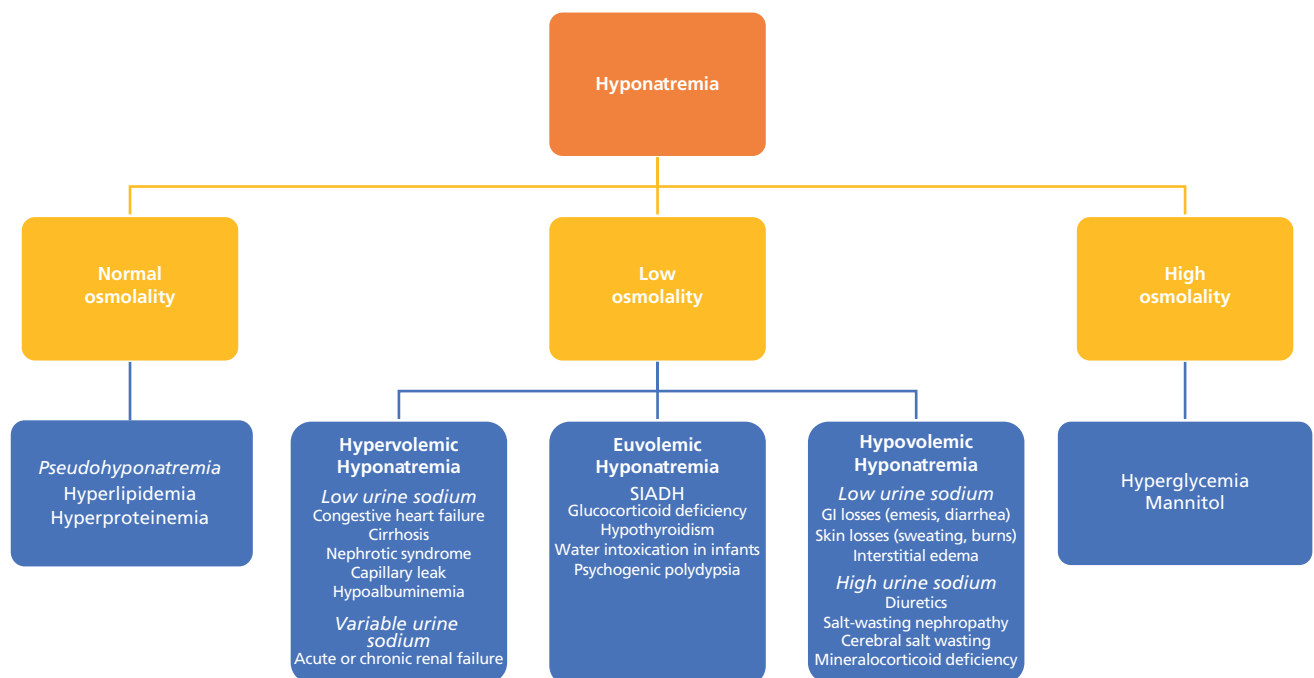 Hyponatremia
Normal
osmolality
Low
osmolality
High
osmolality
Pseudohyponatremia
Hyperlipidemia
Hyperproteinemia
Hypervolemic
Hyponatremia
Low urine sodium
Congestive heart failure
Cirrhosis
Nephrotic syndrome
Capillary leak
Hypoalbuminemia
Variable urine
sodium
Acute or chronic renal failure
Euvolemic
Hyponatremia
SIADH
Glucocorticoid deficiency
Hypothyroidism
Water intoxication in infants
Psychogenic polydypsia
Hypovolemic
Hyponatremia
Low urine sodium
GI losses (emesis, diarrhea)
Skin losses (sweating, burns)
Interstitial edema
High urine sodium
Diuretics
Salt-wasting nephropathy
Cerebral salt wasting
Mineralocorticoid deficiency
Hyperglycemia
Mannitol